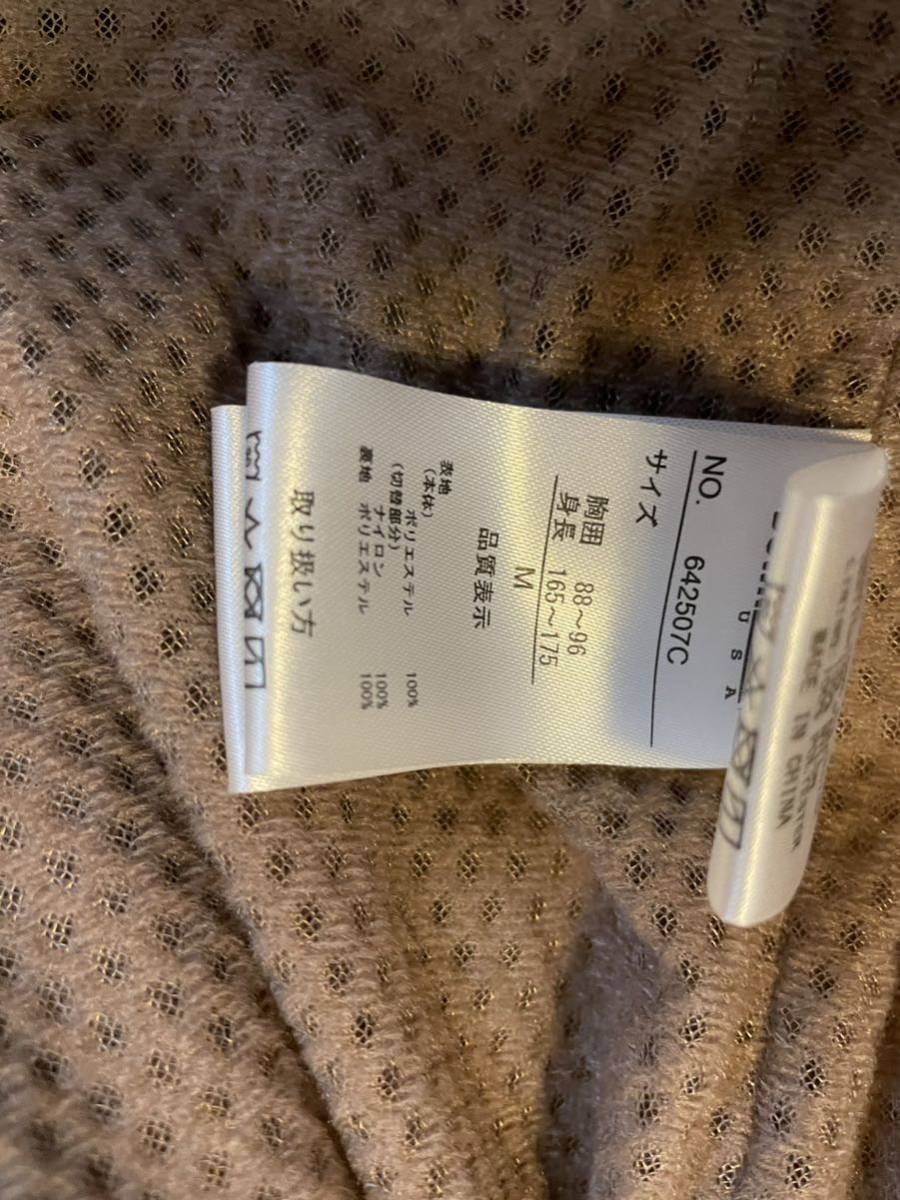 U S A
NO. 642507C
サイズ
胸囲 88~96
身長 165~175
M
品質表示
表地
(本体)
ポリエステル 100%
(切替部分)
ナイロン 100%
裏地 ポリエステル 100%
取り扱い方
MADE IN CHINA